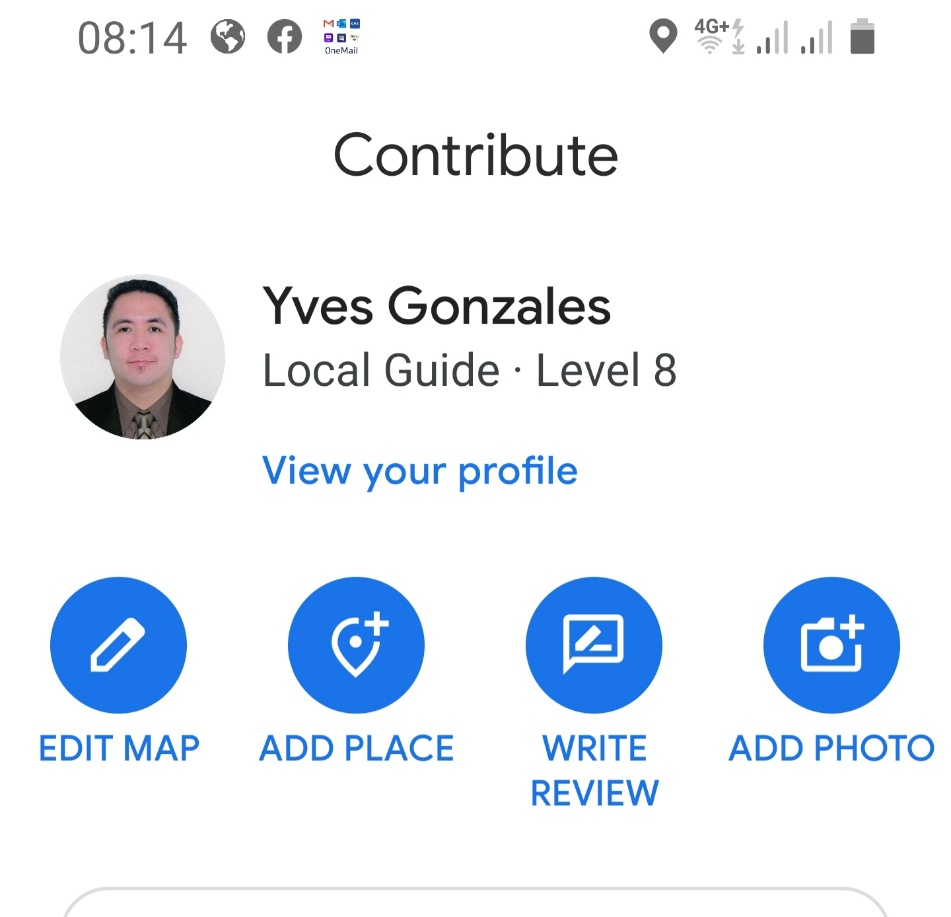 08:14
OneMail
4G+
Contribute
Yves Gonzales
Local Guide · Level 8
View your profile
EDIT MAP
ADD PLACE
WRITE
REVIEW
ADD PHOTO